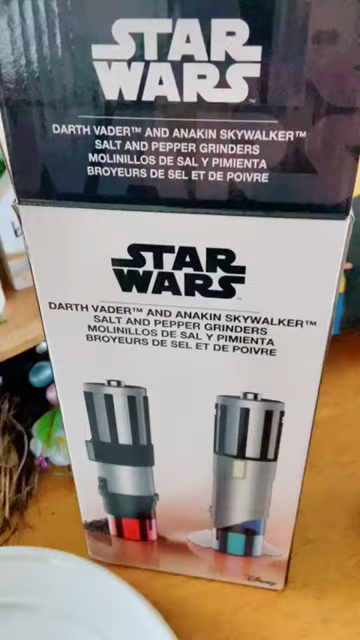 STAR
WARS™
DARTH VADER™ AND ANAKIN SKYWALKER™
SALT AND PEPPER GRINDERS
MOLINILLOS DE SAL Y PIMIENTA
BROYEURS DE SEL ET DE POIVRE
STAR
WARS™
DARTH VADER™ AND ANAKIN SKYWALKER™
SALT AND PEPPER GRINDERS
MOLINILLOS DE SAL Y PIMIENTA
BROYEURS DE SEL ET DE POIVRE
Disney